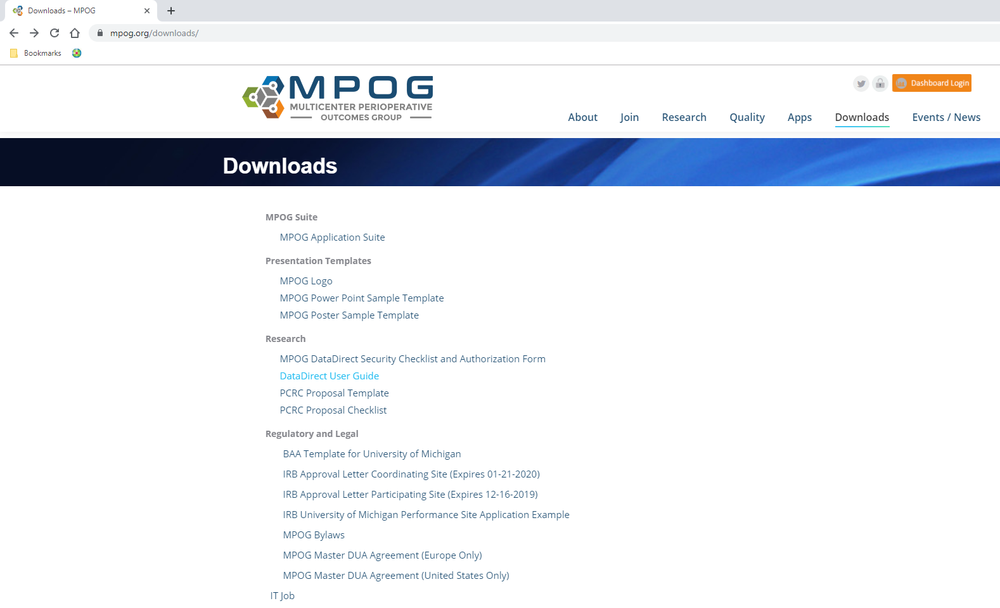 Downloads – MPOG
mpog.org/downloads/
Bookmarks
MPOG
MULTICENTER PERIOPERATIVE
OUTCOMES GROUP
Dashboard Login
About Join Research Quality Apps Downloads Events / News
Downloads
MPOG Suite
MPOG Application Suite
Presentation Templates
MPOG Logo
MPOG Power Point Sample Template
MPOG Poster Sample Template
Research
MPOG DataDirect Security Checklist and Authorization Form
DataDirect User Guide
PCRC Proposal Template
PCRC Proposal Checklist
Regulatory and Legal
BAA Template for University of Michigan
IRB Approval Letter Coordinating Site (Expires 01-21-2020)
IRB Approval Letter Participating Site (Expires 12-16-2019)
IRB University of Michigan Performance Site Application Example
MPOG Bylaws
MPOG Master DUA Agreement (Europe Only)
MPOG Master DUA Agreement (United States Only)
IT Job